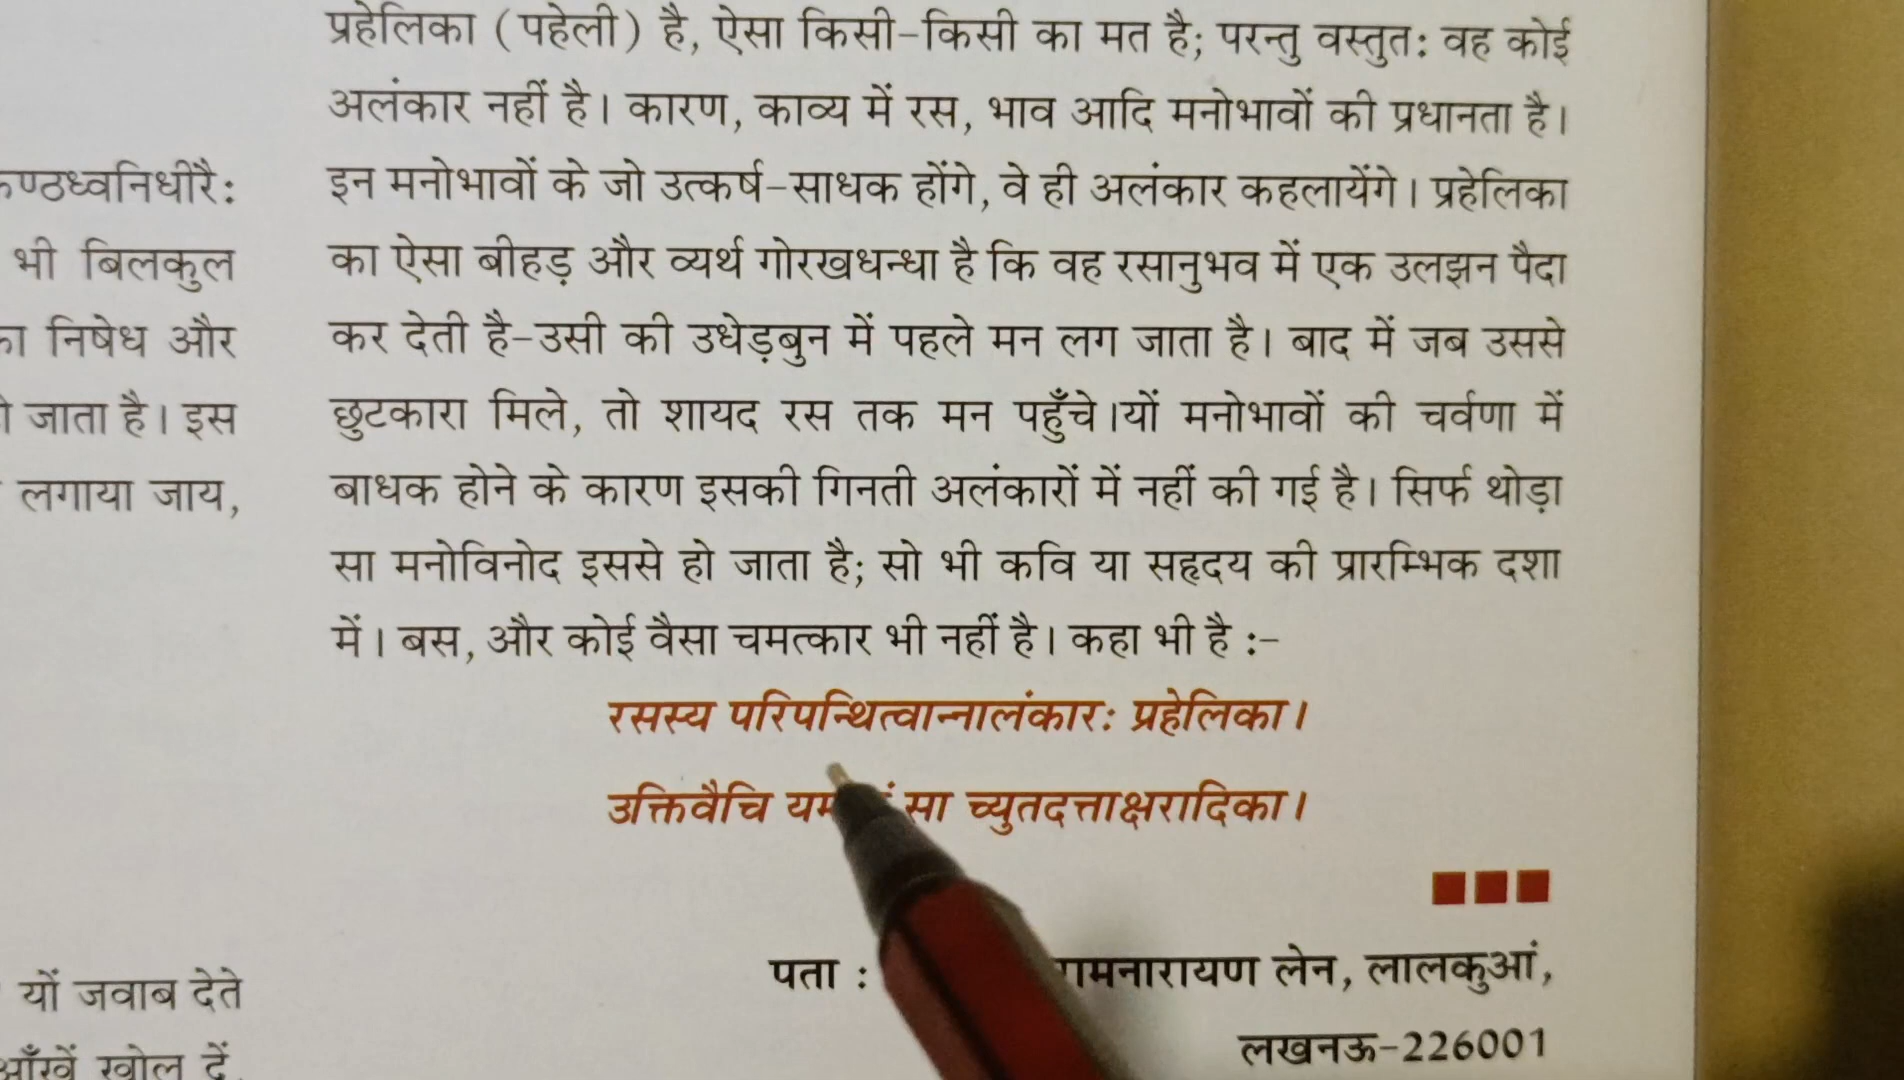 ण्ठध्वनिधीरै:
भी बिलकुल
निषेध और
जाता है। इस
लगाया जाय,
यों जवाब देते
आँखें खोल दें
प्रहेलिका (पहेली) है, ऐसा किसी-किसी का मत है; परन्तु वस्तुत: वह कोई
अलंकार नहीं है। कारण, काव्य में रस, भाव आदि मनोभावों की प्रधानता है।
इन मनोभावों के जो उत्कर्ष-साधक होंगे, वे ही अलंकार कहलायेंगे। प्रहेलिका
का ऐसा बीहड़ और व्यर्थ गोरखधन्धा है कि वह रसानुभव में एक उलझन पैदा
कर देती है-उसी की उधेड़बुन में पहले मन लग जाता है। बाद में जब उससे
छुटकारा मिले, तो शायद रस तक मन पहुँचे।यों मनोभावों की चर्वणा में
बाधक होने के कारण इसकी गिनती अलंकारों में नहीं की गई है। सिर्फ थोड़ा
सा मनोविनोद इससे हो जाता है; सो भी कवि या सहृदय की प्रारम्भिक दशा
में। बस, और कोई वैसा चमत्कार भी नहीं है। कहा भी है :-
रसस्य परिपन्थित्वान्नालंकार: प्रहेलिका।
उक्तिवैचि सा च्युतदत्ताक्षरादिका।
पता : लेन, लालकुआं,
लखनऊ-226001